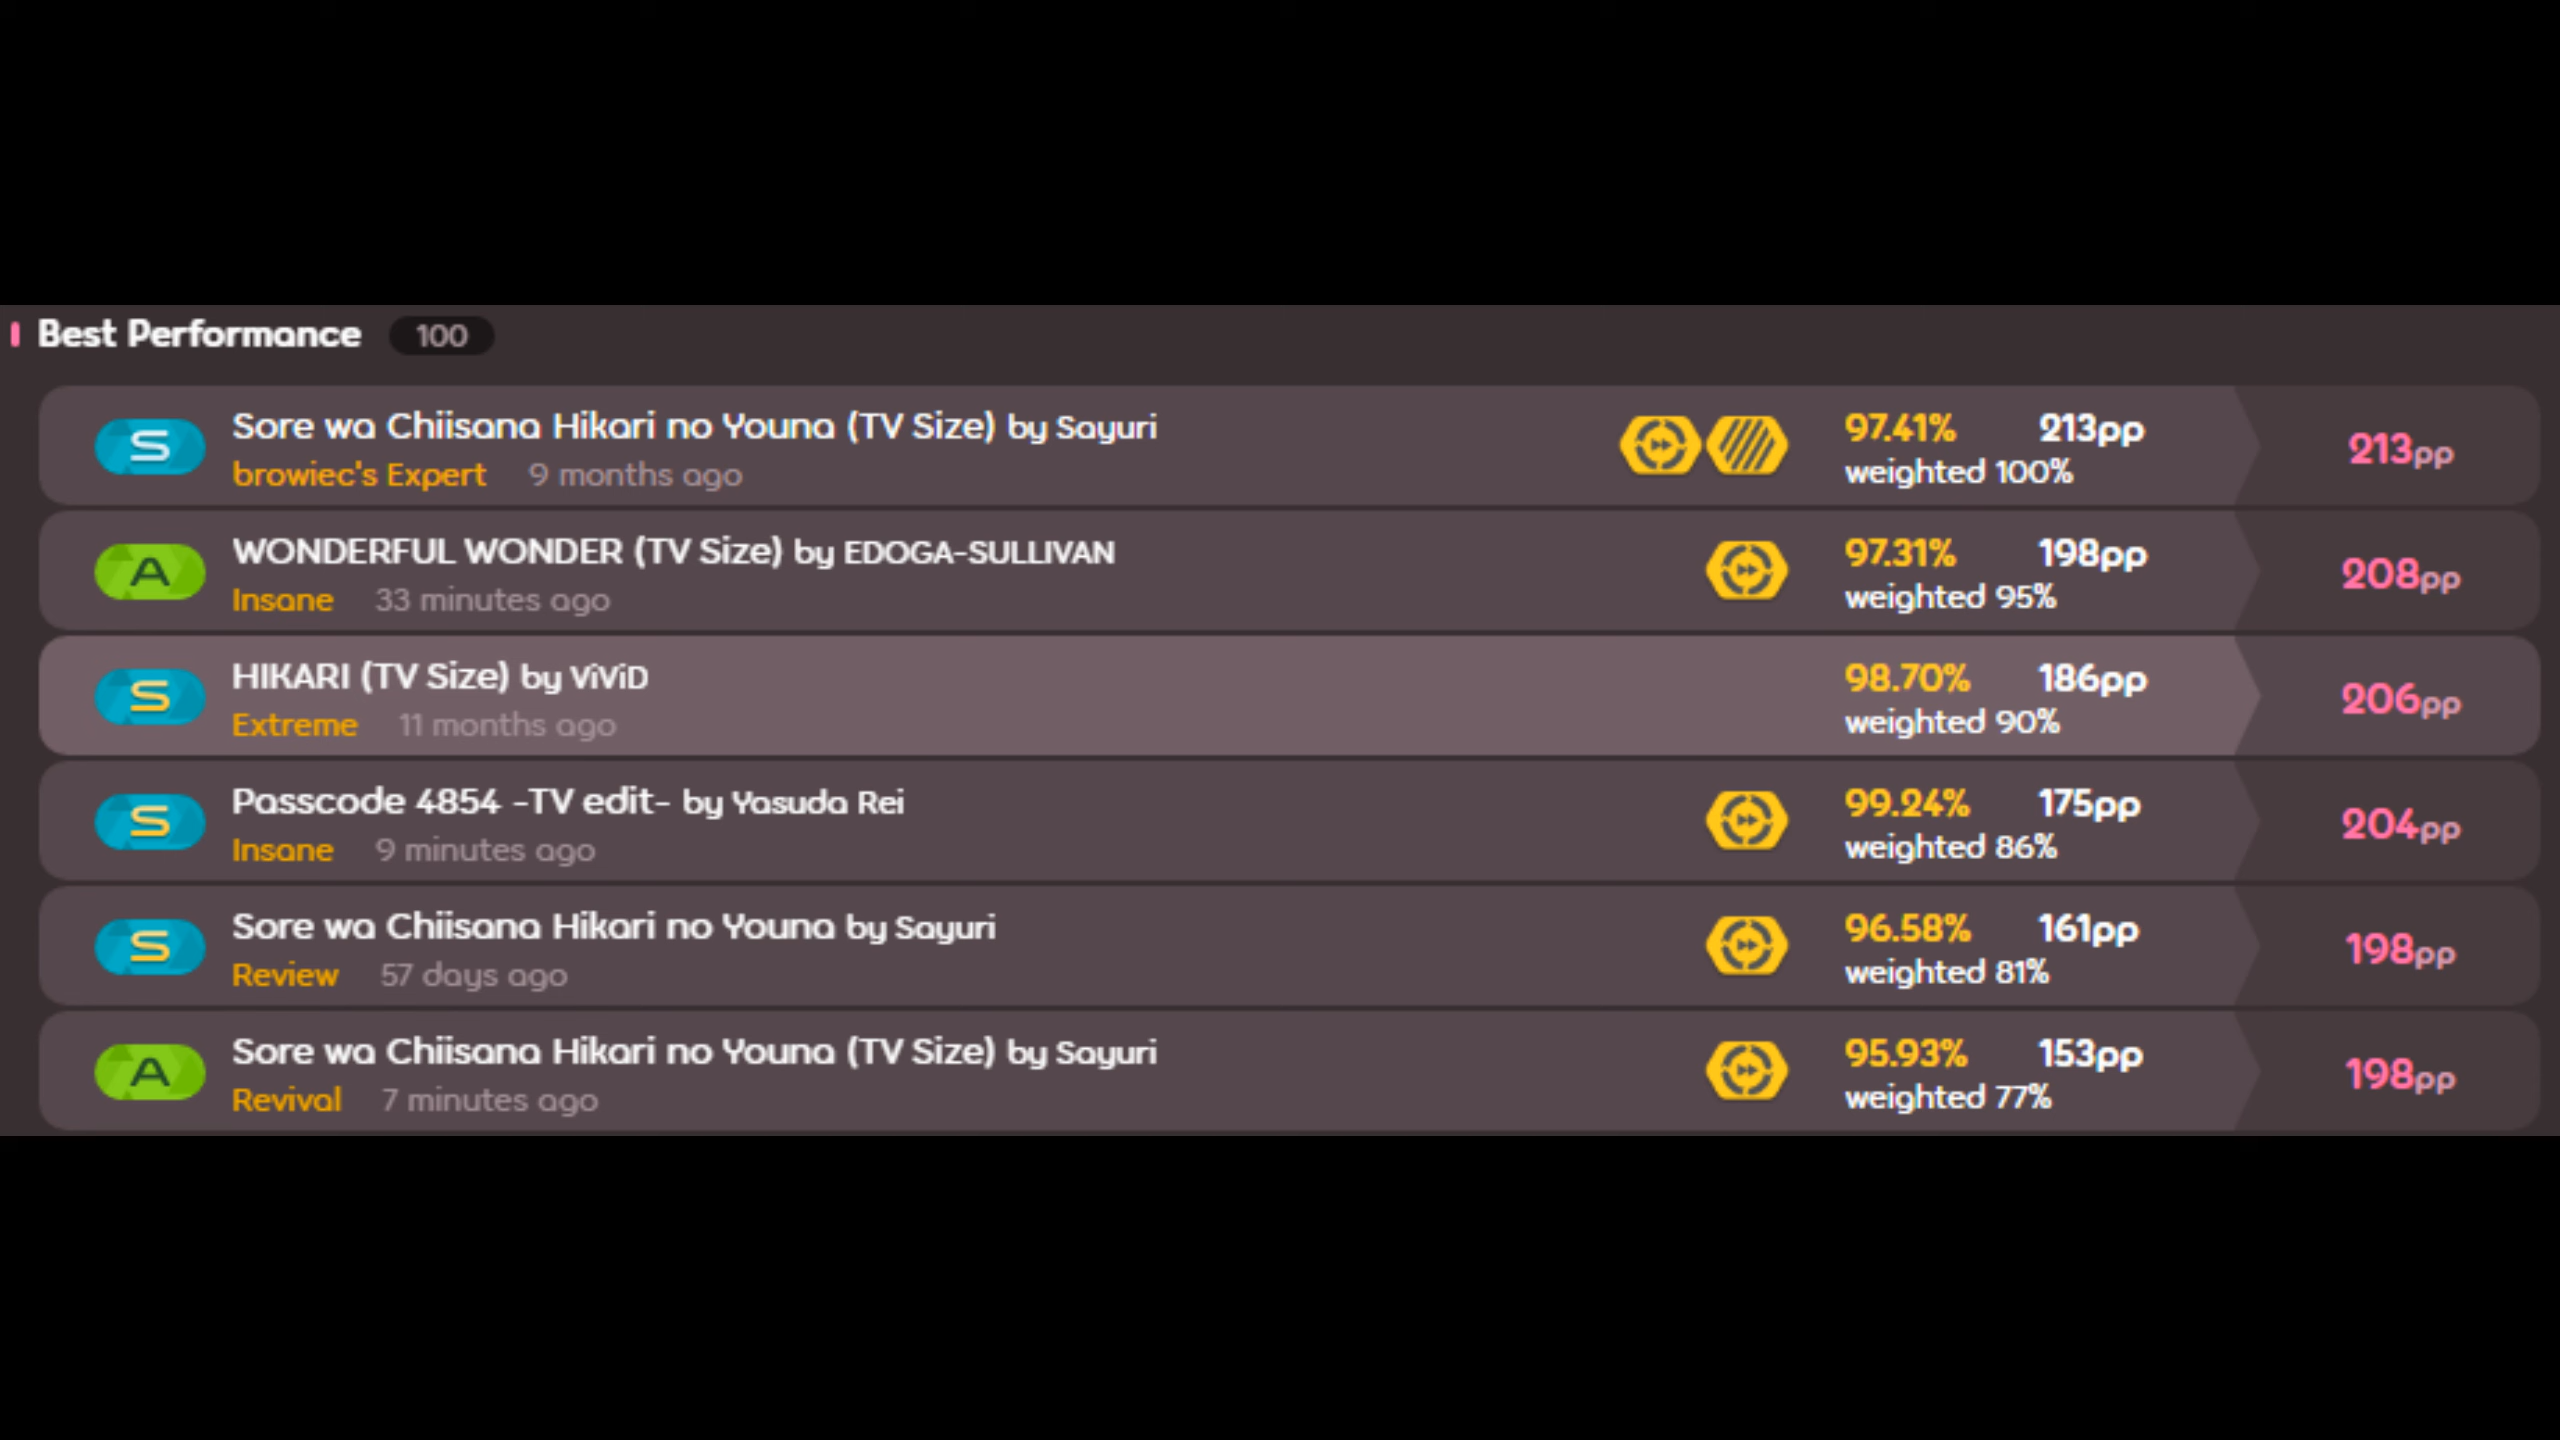 Best Performance 100
S Sore wa Chiisana Hikari no Youna (TV Size) by Sayuri 97.41% 213pp 213pp
browiec's Expert 9 months ago weighted 100%
A WONDERFUL WONDER (TV Size) by EDOGA-SULLIVAN 97.31% 198pp 208pp
Insane 33 minutes ago weighted 95%
S HIKARI (TV Size) by ViViD 98.70% 186pp 206pp
Extreme 11 months ago weighted 90%
S Passcode 4854 -TV edit- by Yasuda Rei 99.24% 175pp 204pp
Insane 9 minutes ago weighted 86%
S Sore wa Chiisana Hikari no Youna by Sayuri 96.58% 161pp 198pp
Review 57 days ago weighted 81%
A Sore wa Chiisana Hikari no Youna (TV Size) by Sayuri 95.93% 153pp 198pp
Revival 7 minutes ago weighted 77%